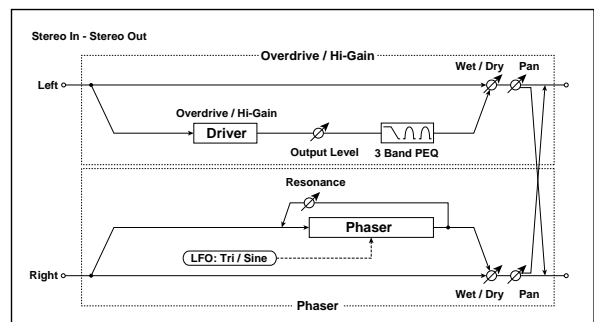 Stereo In - Stereo Out
Overdrive / Hi-Gain
Wet / Dry
Pan
Left
Overdrive / Hi-Gain
Driver
Output Level
3 Band PEQ
Resonance
Phaser
LFO: Tri / Sine
Right
Wet / Dry
Pan
Phaser